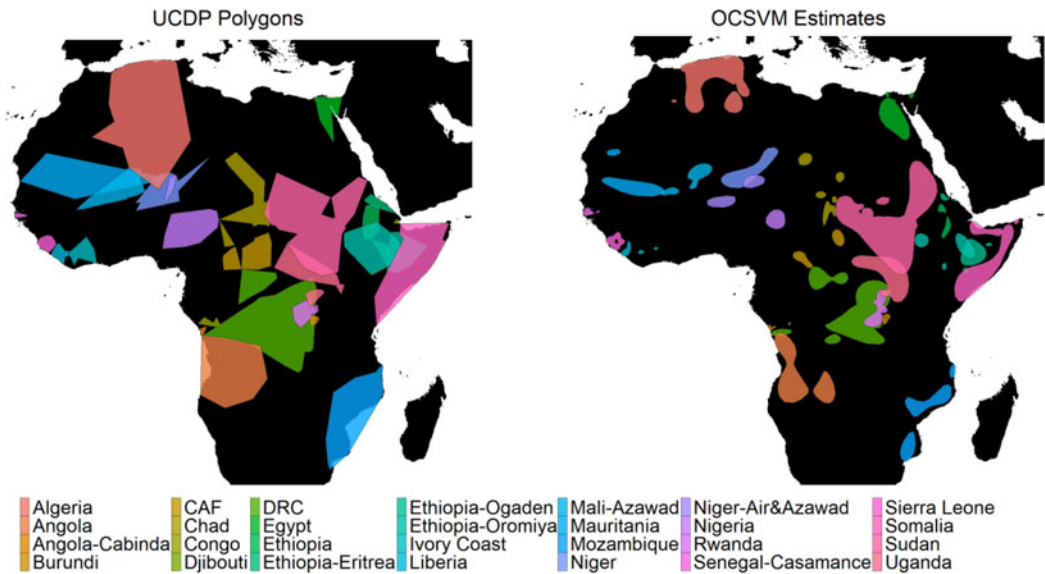 UCDP Polygons OCSVM Estimates
Algeria CAF DRC Ethiopia-Ogaden Mali-Azawad Niger-Air&Azawad Sierra Leone
Angola Chad Egypt Ethiopia-Oromiya Mauritania Nigeria Somalia
Angola-Cabinda Congo Ethiopia Ivory Coast Mozambique Rwanda Sudan
Burundi Djibouti Ethiopia-Eritrea Liberia Niger Senegal-Casamance Uganda